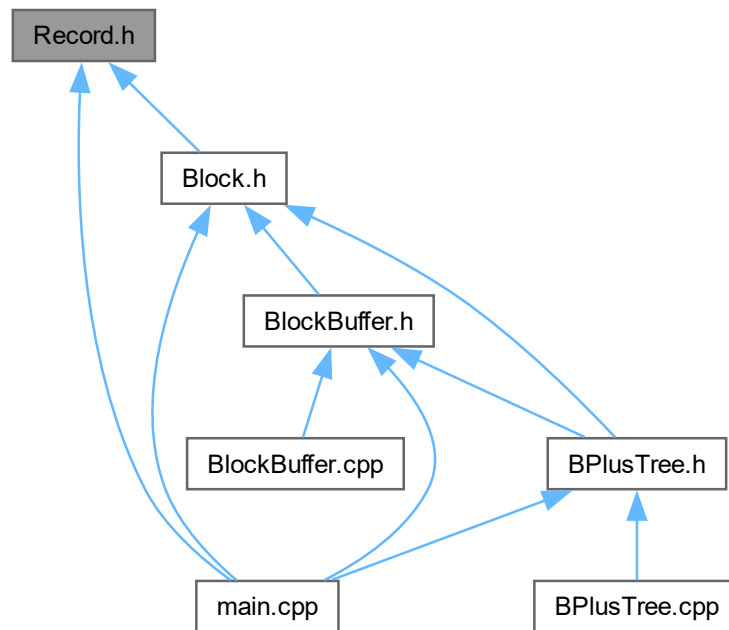 Record.h
Block.h
BlockBuffer.h
BlockBuffer.cpp
BPlusTree.h
main.cpp
BPlusTree.cpp